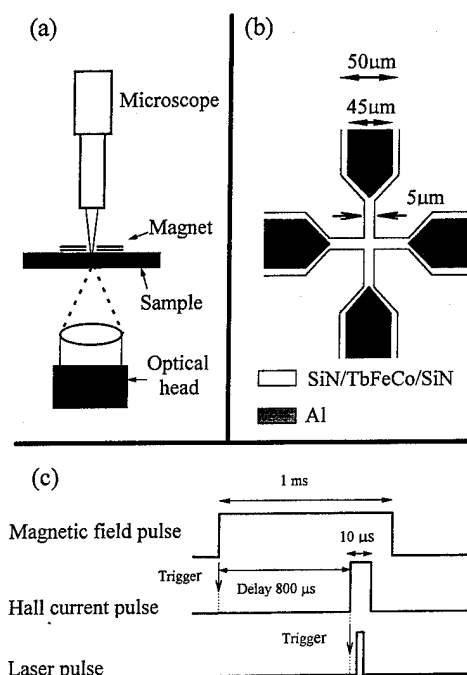 (a)
Microscope
Magnet
Sample
Optical
head
(b)
50μm
45μm
5μm
SiN/TbFeCo/SiN
Al
(c)
1 ms
Magnetic field pulse
10 μs
Trigger
Delay 800 μs
Hall current pulse
Trigger
Laser pulse